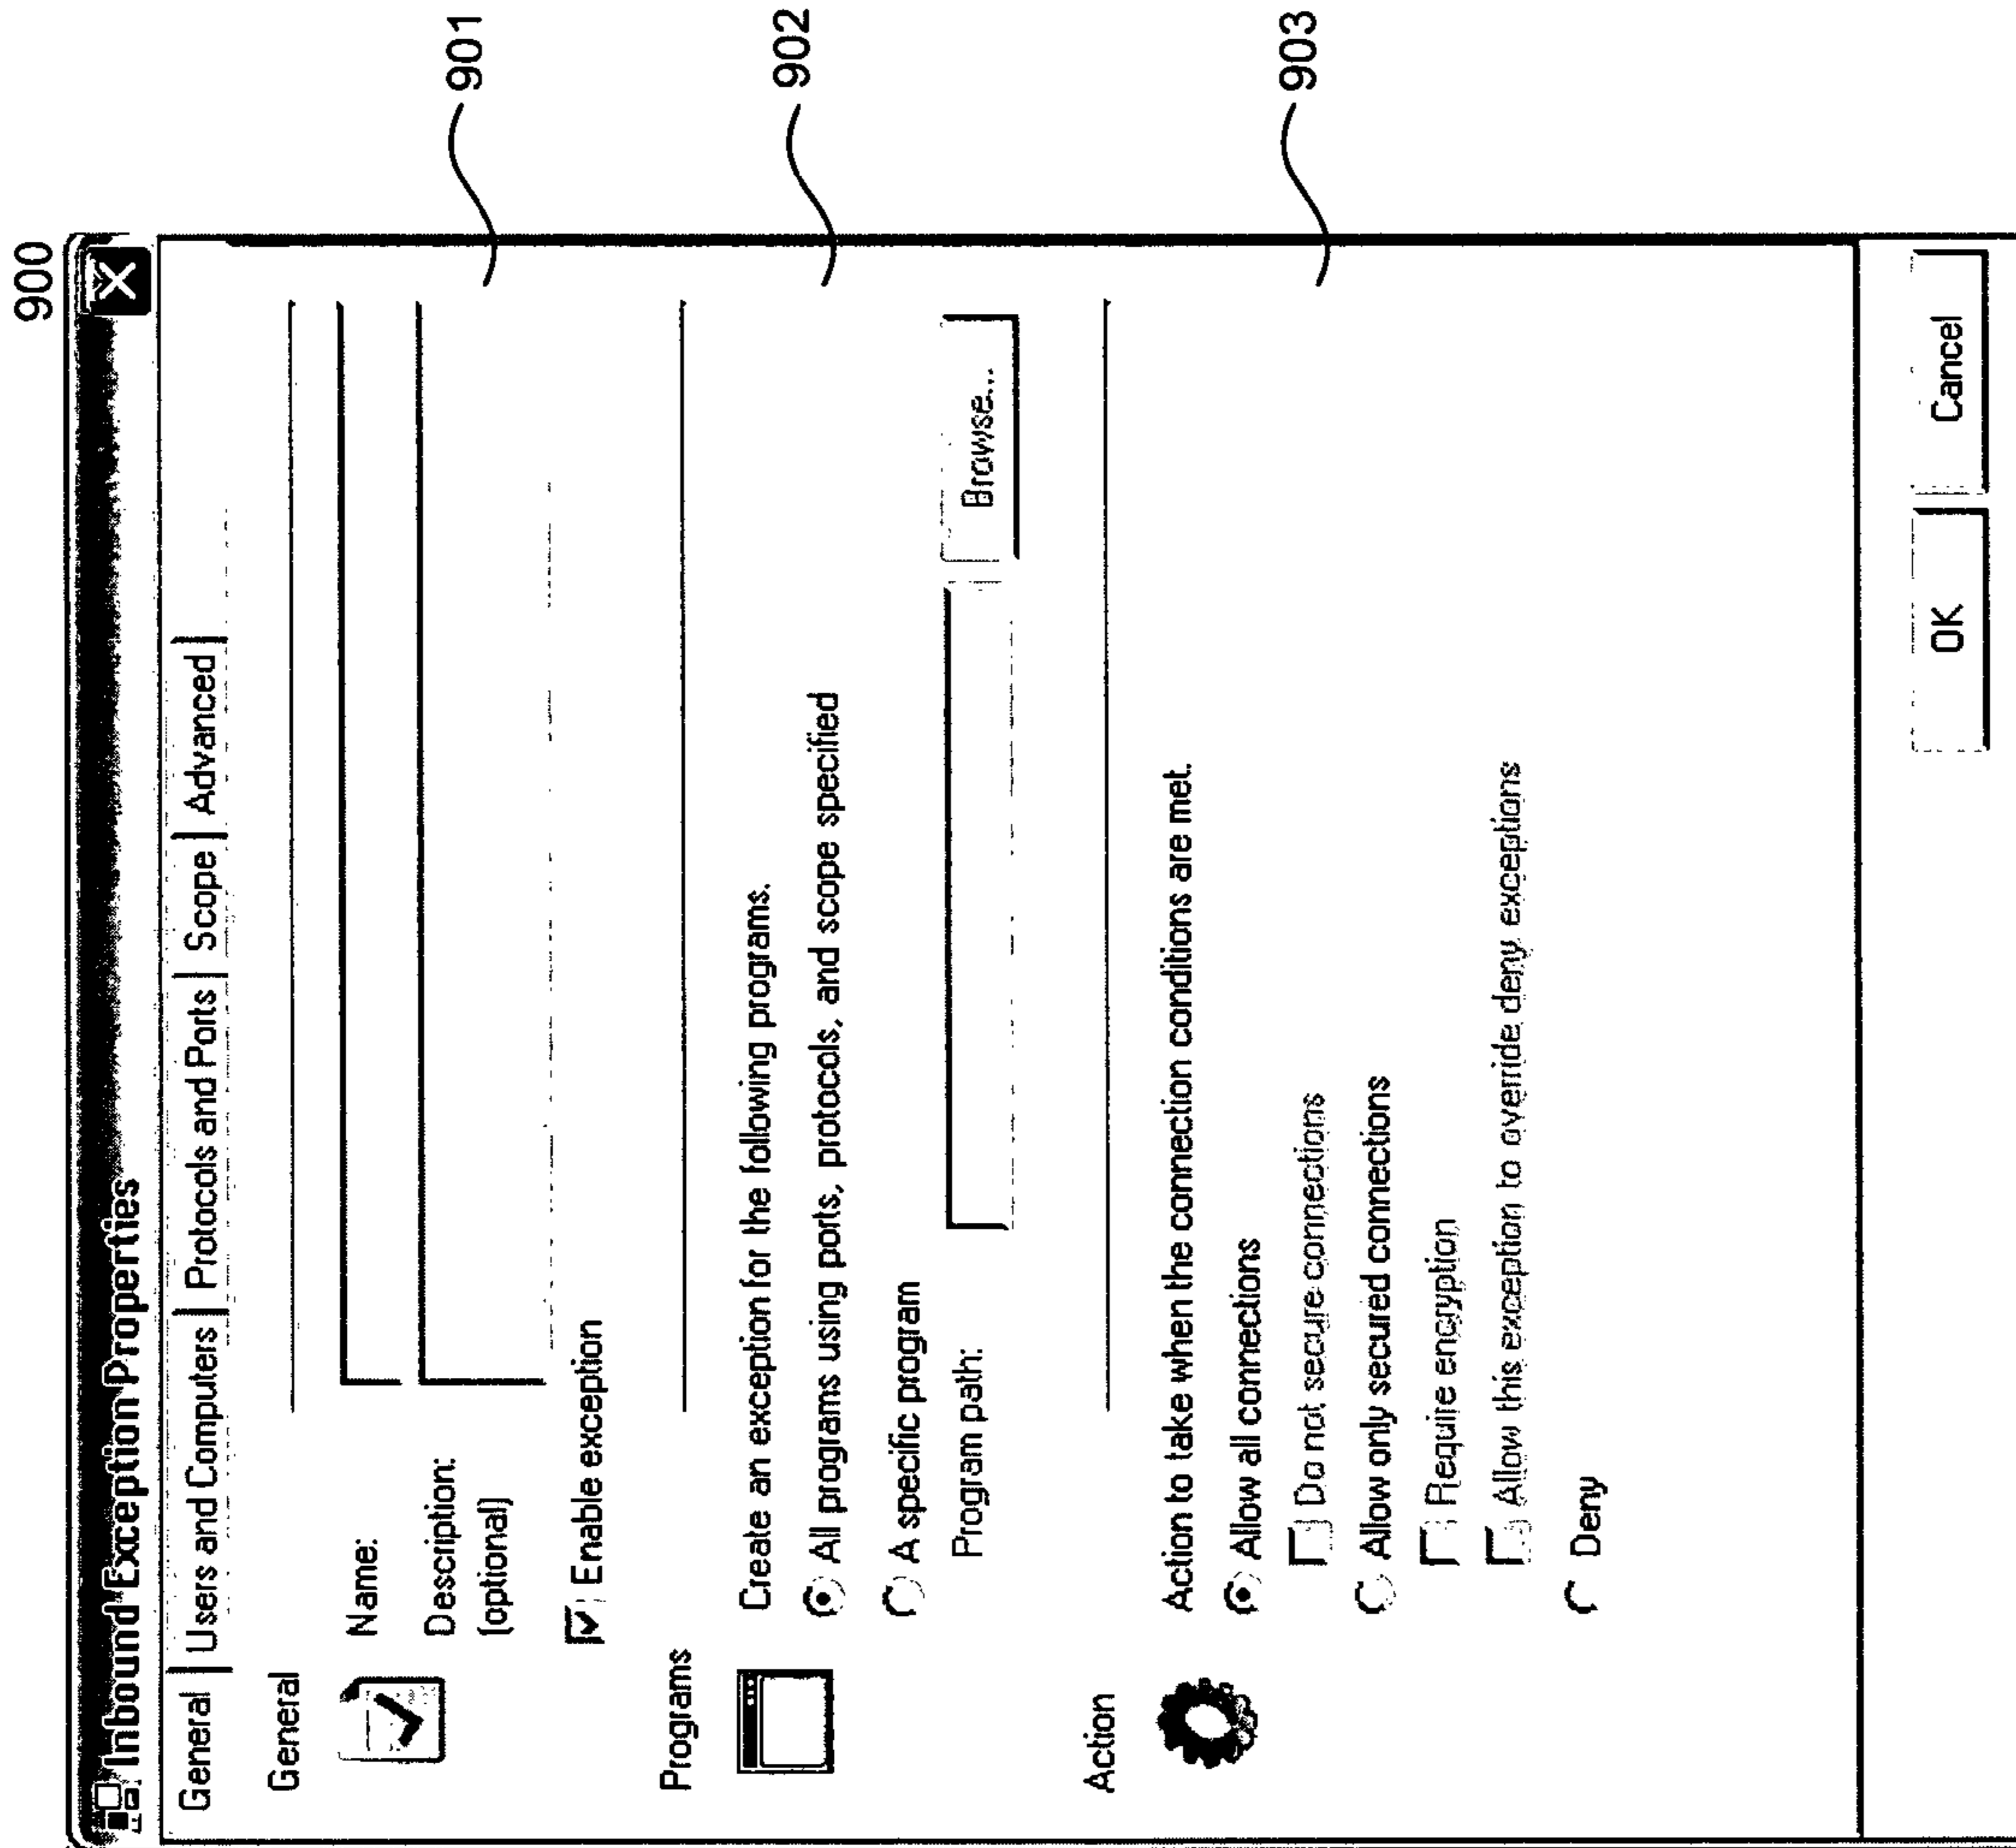 900
Inbound Exception Properties
General | Users and Computers | Protocols and Ports | Scope | Advanced
General
Name:
Description:
(optional)
Enable exception
901
Programs
Create an exception for the following programs.
All programs using ports, protocols, and scope specified
A specific program
Program path:
Browse...
902
Action
Action to take when the connection conditions are met.
Allow all connections
Do not secure connections
Allow only secured connections
Require encryption
Allow this exception to override deny exceptions
Deny
903
OK
Cancel